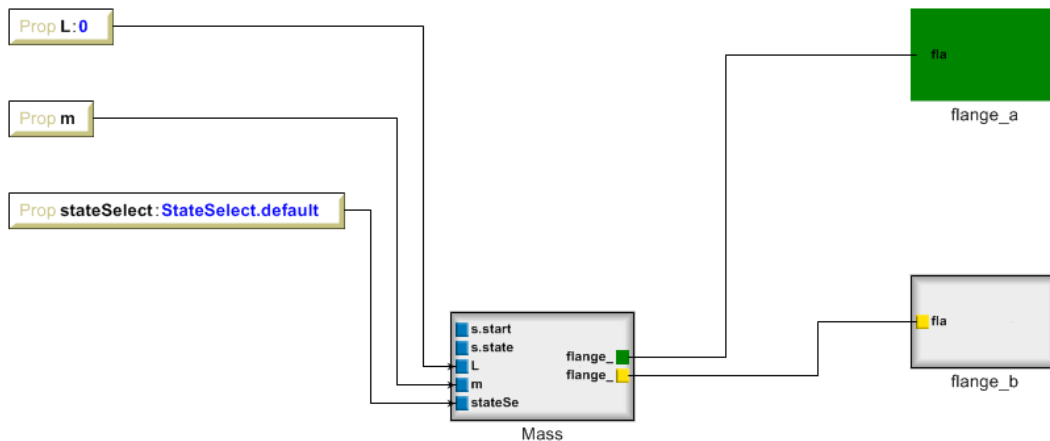 Prop L:0
fla
flange_a
Prop m
Prop stateSelect:StateSelect.default
fla
flange_b
s.start
s.state
L
m
stateSe
flange_
flange_
Mass